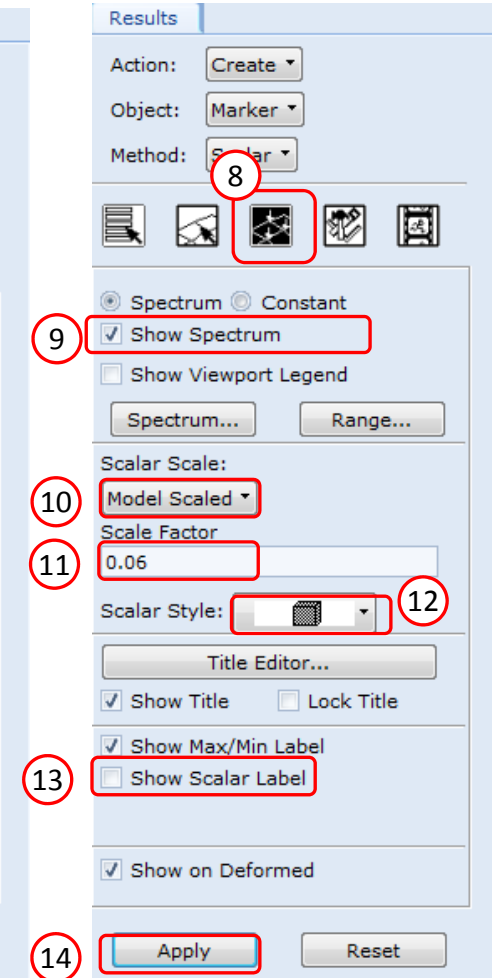 Results
Action: Create
Object: Marker
Method: Scalar
8
Spectrum Constant
9 Show Spectrum
Show Viewport Legend
Spectrum... Range...
Scalar Scale:
10 Model Scaled
Scale Factor
11 0.06
Scalar Style: 12
Title Editor...
Show Title Lock Title
Show Max/Min Label
13 Show Scalar Label
Show on Deformed
14 Apply Reset